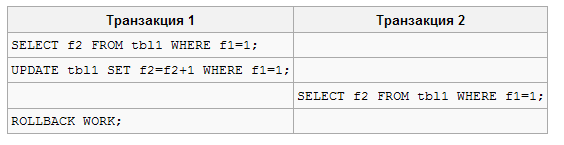 Транзакция 1 Транзакция 2
SELECT f2 FROM tbl1 WHERE f1=1;
UPDATE tbl1 SET f2=f2+1 WHERE f1=1;
SELECT f2 FROM tbl1 WHERE f1=1;
ROLLBACK WORK;